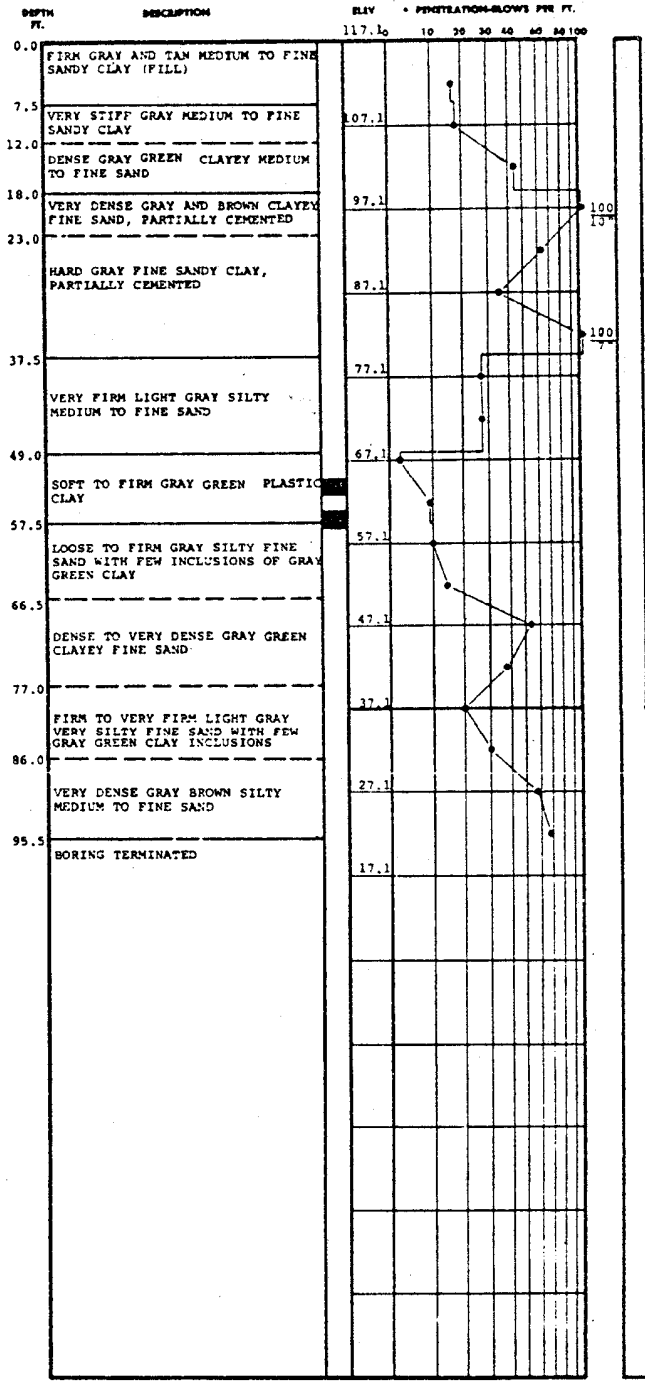 DEPTH FT. DESCRIPTION ELEV • PENETRATION-BLOWS PER FT.
117.1 0 10 20 30 40 60 80 100
0.0
FIRM GRAY AND TAN MEDIUM TO FINE
SANDY CLAY (FILL)
7.5
VERY STIFF GRAY MEDIUM TO FINE
SANDY CLAY
107.1
12.0
DENSE GRAY GREEN CLAYEY MEDIUM
TO FINE SAND
18.0
VERY DENSE GRAY AND BROWN CLAYEY
FINE SAND, PARTIALLY CEMENTED
97.1
100
13"
23.0
HARD GRAY FINE SANDY CLAY,
PARTIALLY CEMENTED
87.1
100
7"
37.5
77.1
VERY FIRM LIGHT GRAY SILTY
MEDIUM TO FINE SAND
49.0
67.1
SOFT TO FIRM GRAY GREEN PLASTIC
CLAY
57.5
57.1
LOOSE TO FIRM GRAY SILTY FINE
SAND WITH FEW INCLUSIONS OF GRAY
GREEN CLAY
66.5
47.1
DENSE TO VERY DENSE GRAY GREEN
CLAYEY FINE SAND
77.0
37.1
FIRM TO VERY FIRM LIGHT GRAY
VERY SILTY FINE SAND WITH FEW
GRAY GREEN CLAY INCLUSIONS
86.0
27.1
VERY DENSE GRAY BROWN SILTY
MEDIUM TO FINE SAND
95.5
BORING TERMINATED
17.1